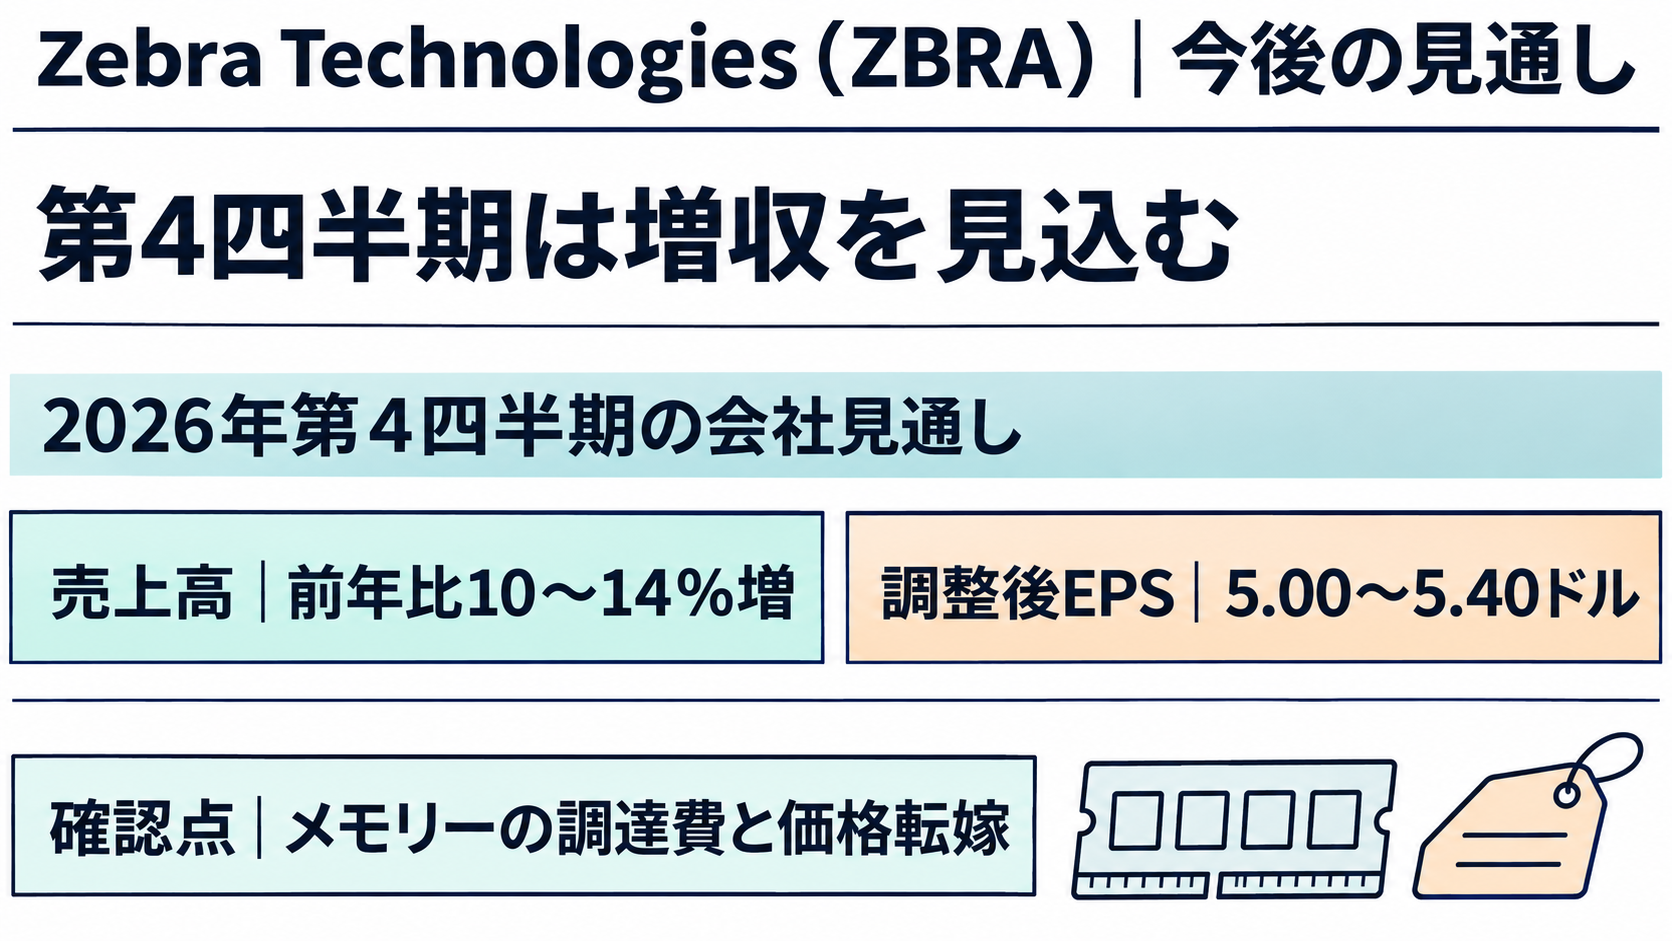 Zebra Technologies（ZBRA）｜今後の見通し
第4四半期は増収を見込む
2026年第4四半期の会社見通し
売上高｜前年比10〜14%増
調整後EPS｜5.00〜5.40ドル
確認点｜メモリーの調達費と価格転嫁